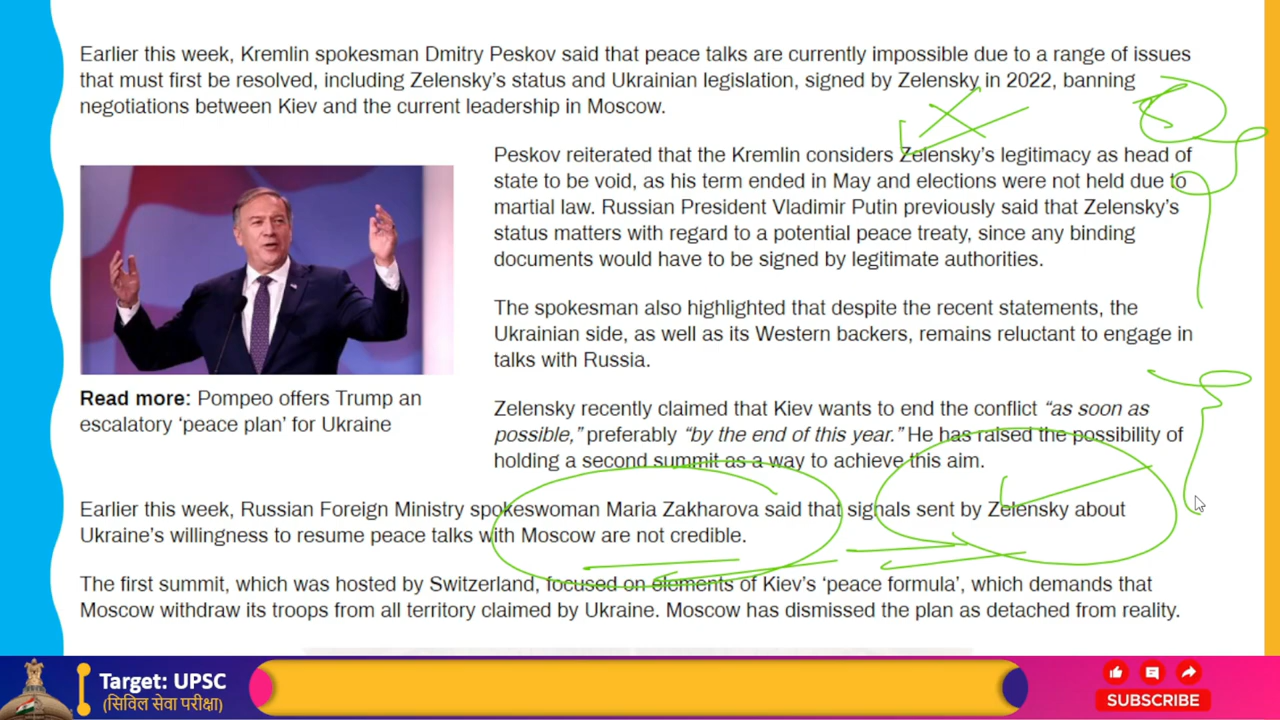 Earlier this week, Kremlin spokesman Dmitry Peskov said that peace talks are currently impossible due to a range of issues
that must first be resolved, including Zelensky's status and Ukrainian legislation, signed by Zelensky in 2022, banning
negotiations between Kiev and the current leadership in Moscow.
Peskov reiterated that the Kremlin considers Zelensky's legitimacy as head of
state to be void, as his term ended in May and elections were not held due to
martial law. Russian President Vladimir Putin previously said that Zelensky's
status matters with regard to a potential peace treaty, since any binding
documents would have to be signed by legitimate authorities.
The spokesman also highlighted that despite the recent statements, the
Ukrainian side, as well as its Western backers, remains reluctant to engage in
talks with Russia.
Read more: Pompeo offers Trump an
escalatory ‘peace plan’ for Ukraine
Zelensky recently claimed that Kiev wants to end the conflict “as soon as
possible,” preferably “by the end of this year.” He has raised the possibility of
holding a second summit as a way to achieve this aim.
Earlier this week, Russian Foreign Ministry spokeswoman Maria Zakharova said that signals sent by Zelensky about
Ukraine's willingness to resume peace talks with Moscow are not credible.
The first summit, which was hosted by Switzerland, focused on elements of Kiev's ‘peace formula’, which demands that
Moscow withdraw its troops from all territory claimed by Ukraine. Moscow has dismissed the plan as detached from reality.
Target: UPSC
(सिविल सेवा परीक्षा)
SUBSCRIBE